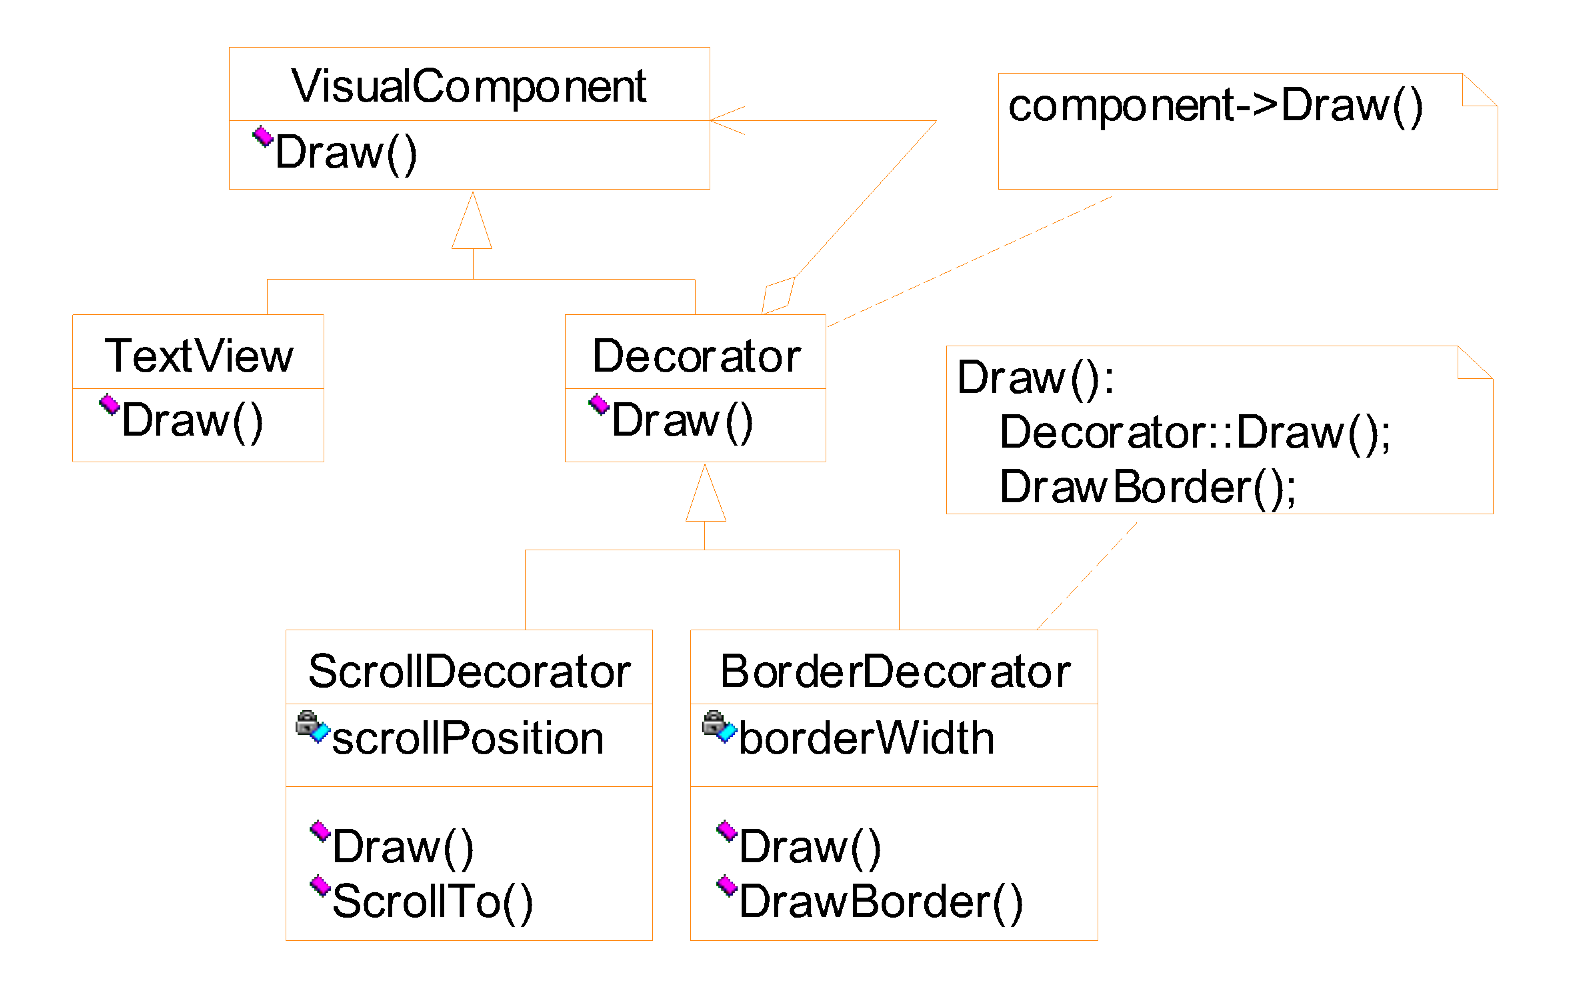 VisualComponent
Draw()
component->Draw()
TextView
Draw()
Decorator
Draw()
Draw():
Decorator::Draw();
DrawBorder();
ScrollDecorator
scrollPosition
Draw()
ScrollTo()
BorderDecorator
borderWidth
Draw()
DrawBorder()